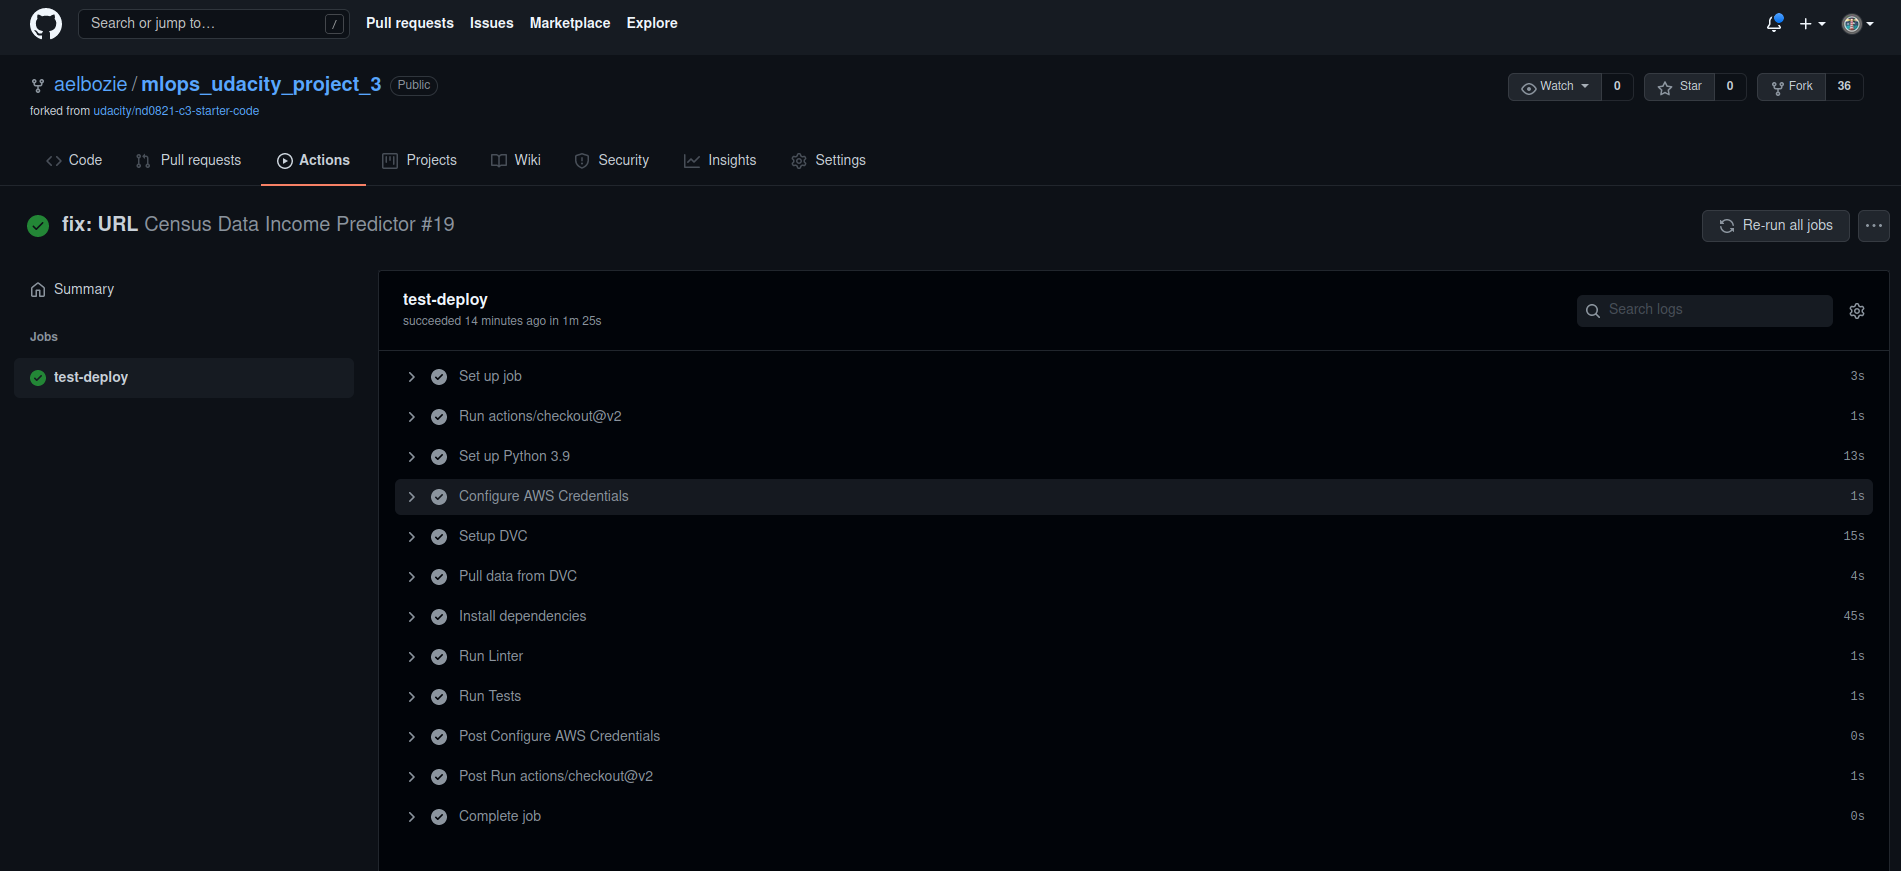 Search or jump to… /
Pull requests Issues Marketplace Explore
aelbozie / mlops_udacity_project_3 Public
forked from udacity/nd0821-c3-starter-code
Watch 0 Star 0 Fork 36
Code Pull requests Actions Projects Wiki Security Insights Settings
fix: URL Census Data Income Predictor #19
Re-run all jobs
Summary
Jobs
test-deploy
test-deploy
succeeded 14 minutes ago in 1m 25s
Search logs
Set up job 3s
Run actions/checkout@v2 1s
Set up Python 3.9 13s
Configure AWS Credentials 1s
Setup DVC 15s
Pull data from DVC 4s
Install dependencies 45s
Run Linter 1s
Run Tests 1s
Post Configure AWS Credentials 0s
Post Run actions/checkout@v2 1s
Complete job 0s